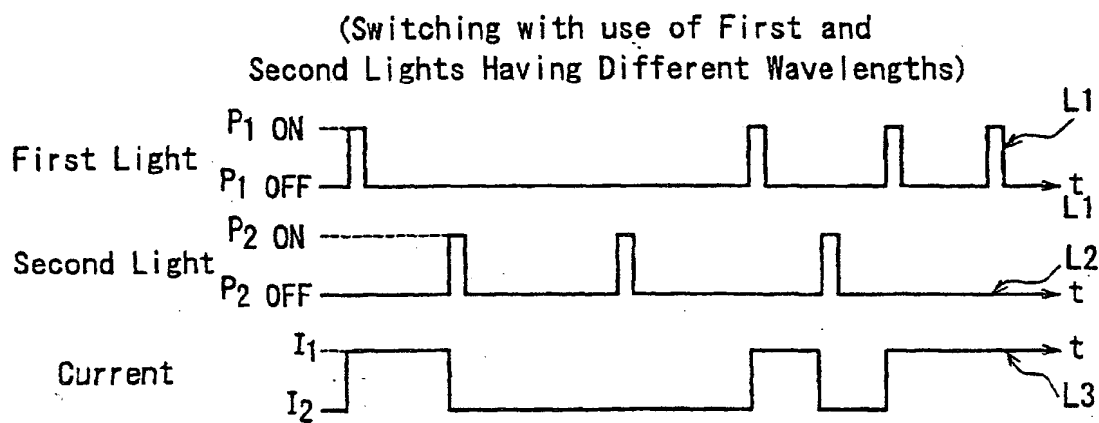 (Switching with use of First and
Second Lights Having Different Wavelengths)
P1 ON
L1
First Light
P1 OFF
t
L1
P2 ON
Second Light
L2
P2 OFF
t
I1
t
Current
L3
I2